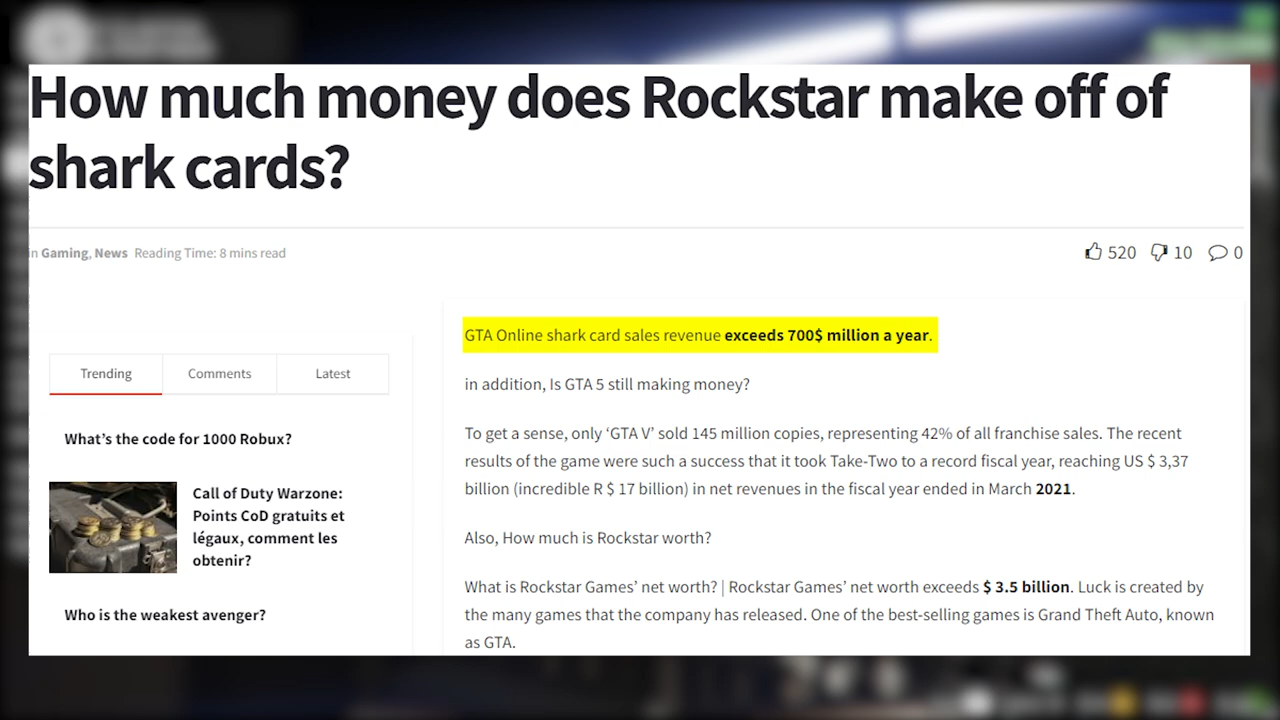 How much money does Rockstar make off of
shark cards?
in Gaming, News Reading Time: 8 mins read
520 10 0
Trending Comments Latest
What's the code for 1000 Robux?
Call of Duty Warzone:
Points CoD gratuits et
légaux, comment les
obtenir?
Who is the weakest avenger?
GTA Online shark card sales revenue exceeds 700$ million a year.
in addition, Is GTA 5 still making money?
To get a sense, only ‘GTA V’ sold 145 million copies, representing 42% of all franchise sales. The recent
results of the game were such a success that it took Take-Two to a record fiscal year, reaching US $ 3,37
billion (incredible R $ 17 billion) in net revenues in the fiscal year ended in March 2021.
Also, How much is Rockstar worth?
What is Rockstar Games’ net worth? | Rockstar Games’ net worth exceeds $ 3.5 billion. Luck is created by
the many games that the company has released. One of the best-selling games is Grand Theft Auto, known
as GTA.